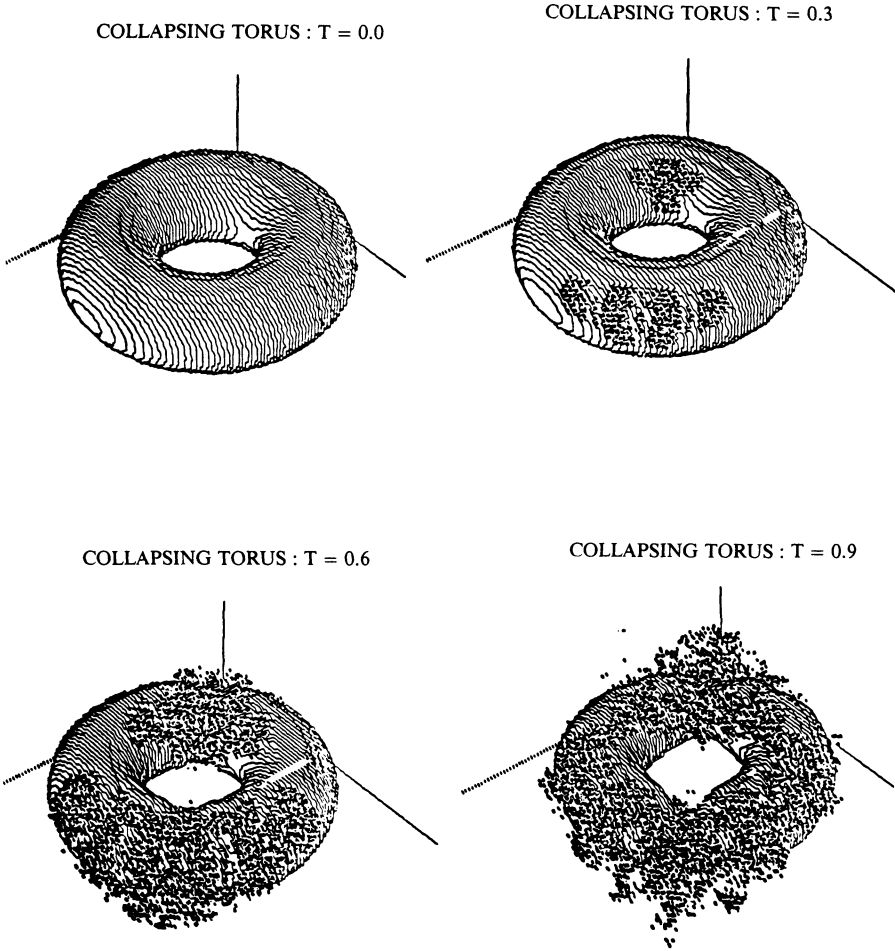 COLLAPSING TORUS : T = 0.0
COLLAPSING TORUS : T = 0.3
COLLAPSING TORUS : T = 0.6
COLLAPSING TORUS : T = 0.9